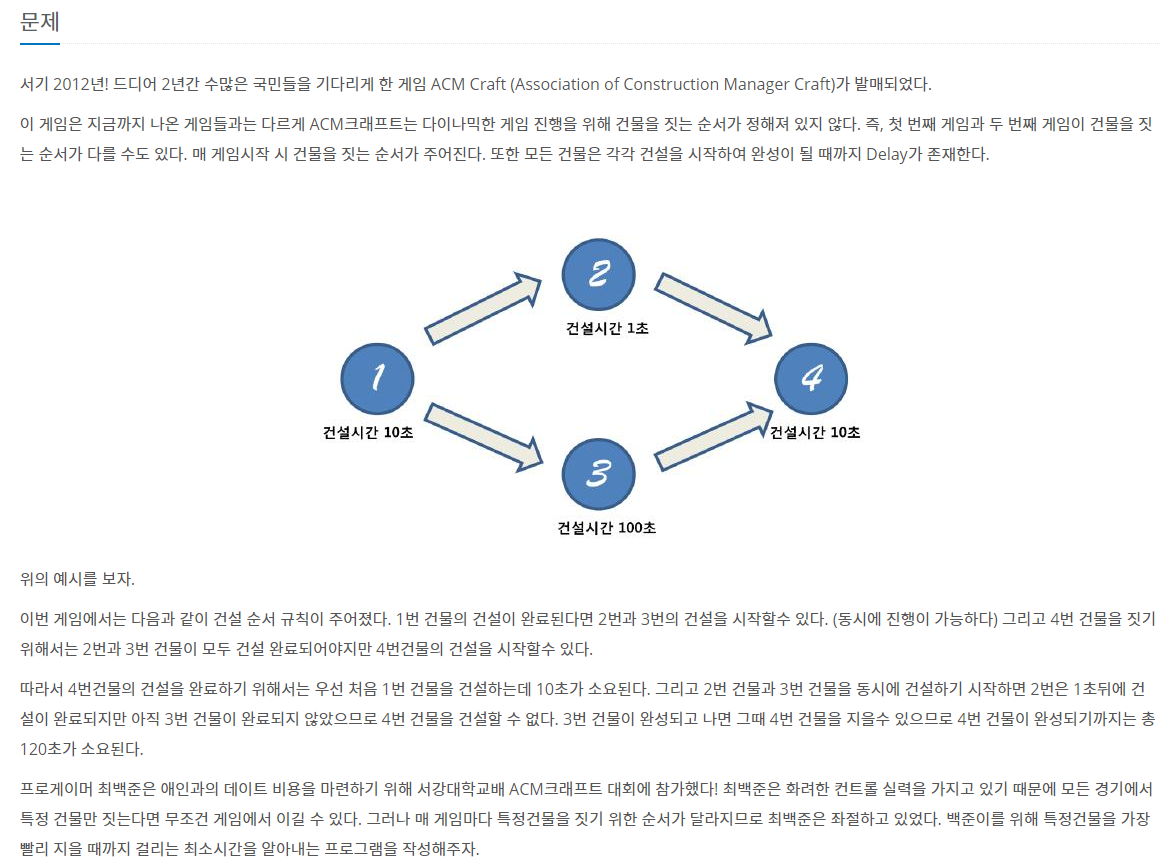 문제
서기 2012년! 드디어 2년간 수많은 국민들을 기다리게 한 게임 ACM Craft (Association of Construction Manager Craft)가 발매되었다.
이 게임은 지금까지 나온 게임들과는 다르게 ACM크래프트는 다이나믹한 게임 진행을 위해 건물을 짓는 순서가 정해져 있지 않다. 즉, 첫 번째 게임과 두 번째 게임이 건물을 짓
는 순서가 다를 수도 있다. 매 게임시작 시 건물을 짓는 순서가 주어진다. 또한 모든 건물은 각각 건설을 시작하여 완성이 될 때까지 Delay가 존재한다.
2
건설시간 1초
1
4
건설시간 10초
건설시간 10초
3
건설시간 100초
위의 예시를 보자.
이번 게임에서는 다음과 같이 건설 순서 규칙이 주어졌다. 1번 건물의 건설이 완료된다면 2번과 3번의 건설을 시작할수 있다. (동시에 진행이 가능하다) 그리고 4번 건물을 짓기
위해서는 2번과 3번 건물이 모두 건설 완료되어야지만 4번건물의 건설을 시작할수 있다.
따라서 4번건물의 건설을 완료하기 위해서는 우선 처음 1번 건물을 건설하는데 10초가 소요된다. 그리고 2번 건물과 3번 건물을 동시에 건설하기 시작하면 2번은 1초뒤에 건
설이 완료되지만 아직 3번 건물이 완료되지 않았으므로 4번 건물을 건설할 수 없다. 3번 건물이 완성되고 나면 그때 4번 건물을 지을수 있으므로 4번 건물이 완성되기까지는 총
120초가 소요된다.
프로게이머 최백준은 애인과의 데이트 비용을 마련하기 위해 서강대학교배 ACM크래프트 대회에 참가했다! 최백준은 화려한 컨트롤 실력을 가지고 있기 때문에 모든 경기에서
특정 건물만 짓는다면 무조건 게임에서 이길 수 있다. 그러나 매 게임마다 특정건물을 짓기 위한 순서가 달라지므로 최백준은 좌절하고 있었다. 백준이를 위해 특정건물을 가장
빨리 지을 때까지 걸리는 최소시간을 알아내는 프로그램을 작성해주자.